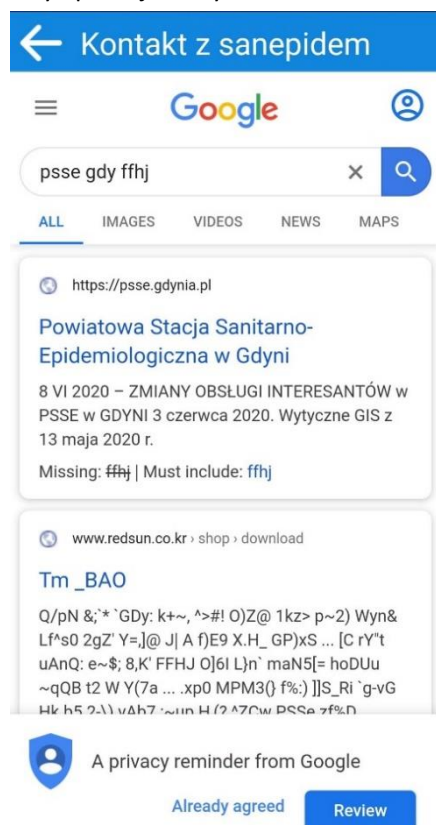 Kontakt z sanepidem
Google
psse gdy ffhj
ALL IMAGES VIDEOS NEWS MAPS
https://psse.gdynia.pl
Powiatowa Stacja Sanitarno-
Epidemiologiczna w Gdyni
8 VI 2020 – ZMIANY OBSŁUGI INTERESANTÓW w
PSSE w GDYNI 3 czerwca 2020. Wytyczne GIS z
13 maja 2020 r.
Missing: ffhj | Must include: ffhj
www.redsun.co.kr › shop › download
Tm _BAO
Q/pN &;`* `GDy: k+~, ^>#! O)Z@ 1kz> p~2) Wyn&
Lf^s0 2gZ' Y=,]@ J| A f)E9 X.H_ GP)xS ... [C rY"t
uAnQ: e~$; 8,K' FFHJ O]6I L}n` maN5[= hoDUu
~qQB t2 W Y(7a ... .xp0 MPM3(} f%:) ]]S_Ri `g-vG
A privacy reminder from Google
Already agreed Review